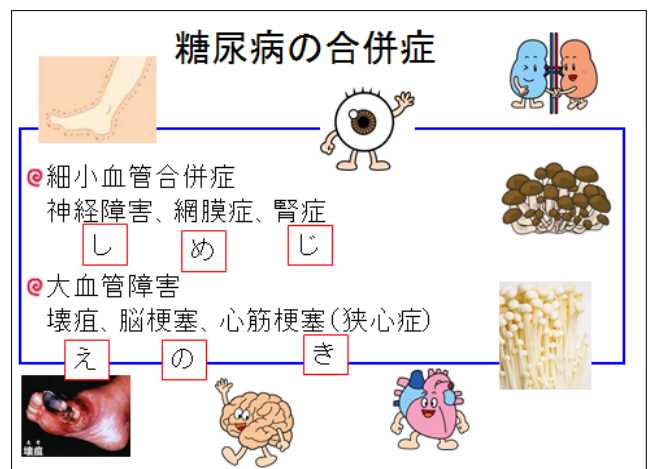 糖尿病の合併症
細小血管合併症
神経障害、網膜症、腎症
し め じ
大血管障害
壊疽、脳梗塞、心筋梗塞(狭心症)
え の き
えそ
壊疽